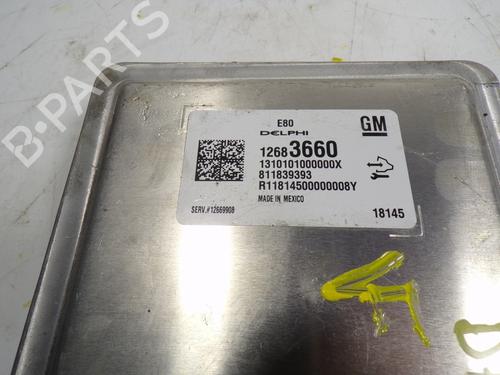 B-PARTS
E80
DELPHI
GM
12683660
1310101000000X
811839393
R11814500000008Y
MADE IN MEXICO
SERV.#12669908
18145